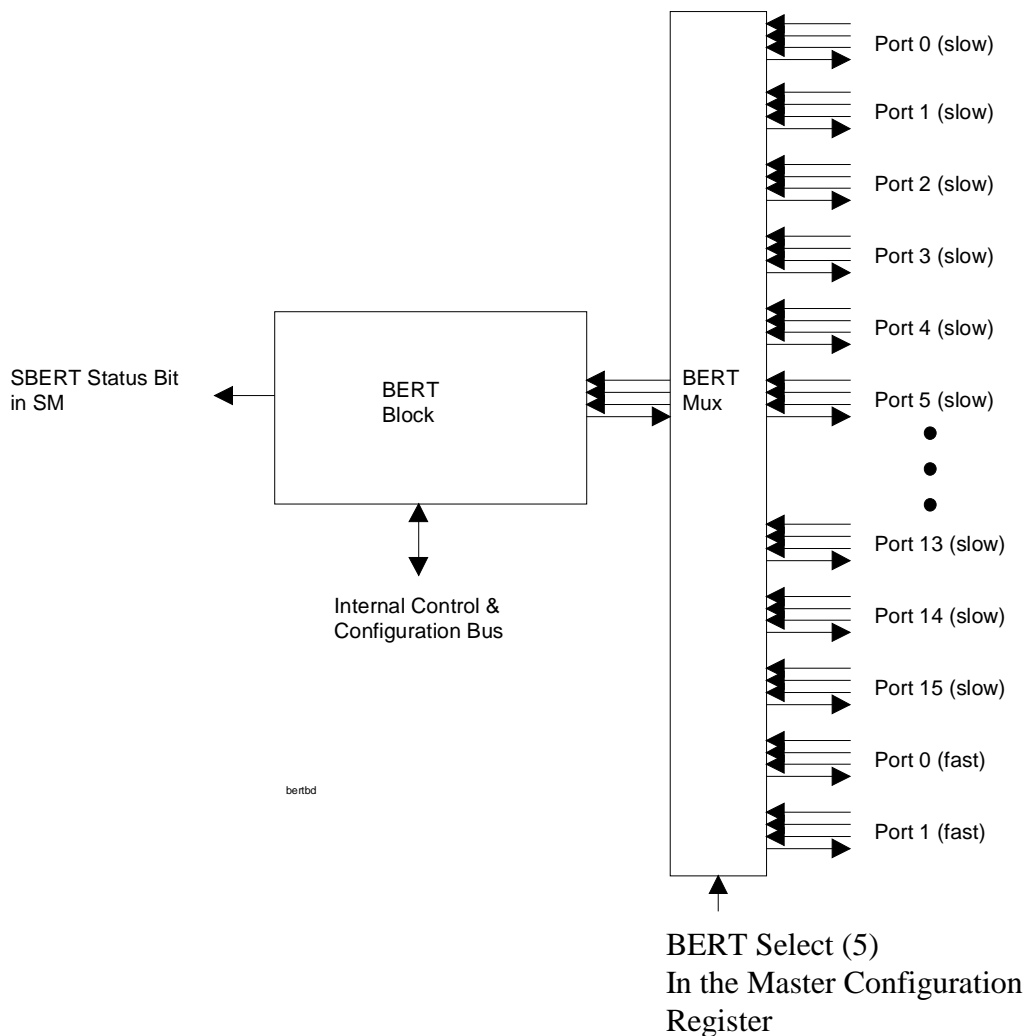 Port 0 (slow)
Port 1 (slow)
Port 2 (slow)
Port 3 (slow)
Port 4 (slow)
SBERT Status Bit
in SM
BERT
Block
BERT
Mux
Port 5 (slow)
Port 13 (slow)
Internal Control &
Configuration Bus
Port 14 (slow)
Port 15 (slow)
Port 0 (fast)
bertbd
Port 1 (fast)
BERT Select (5)
In the Master Configuration
Register